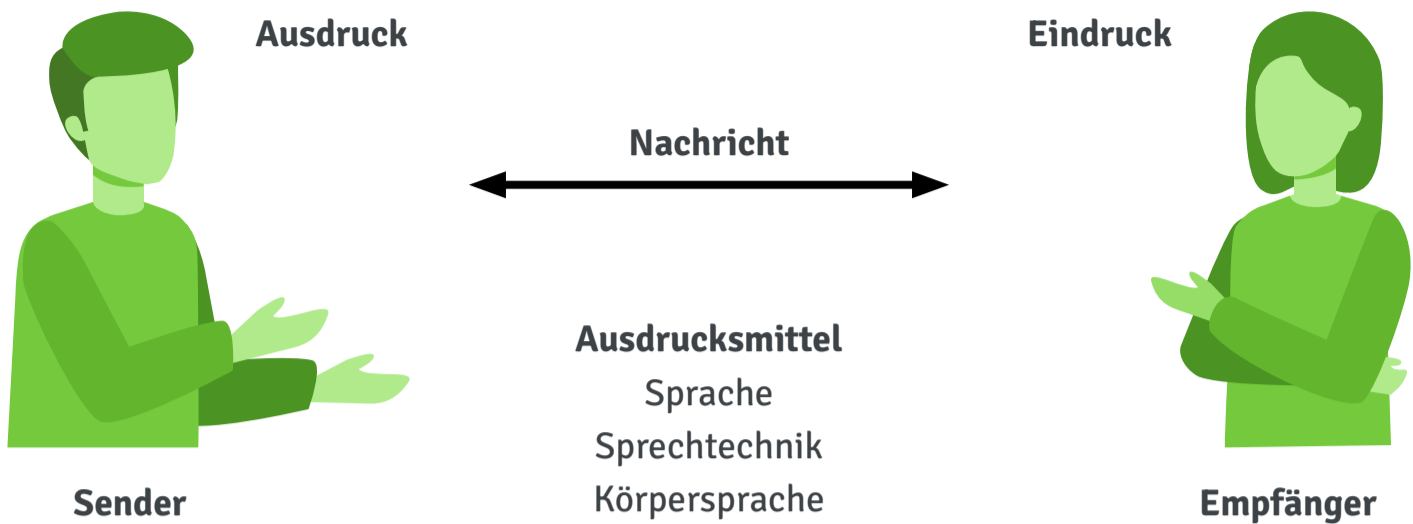 Ausdruck
Eindruck
Nachricht
Ausdrucksmittel
Sprache
Sprechtechnik
Körpersprache
Sender
Empfänger